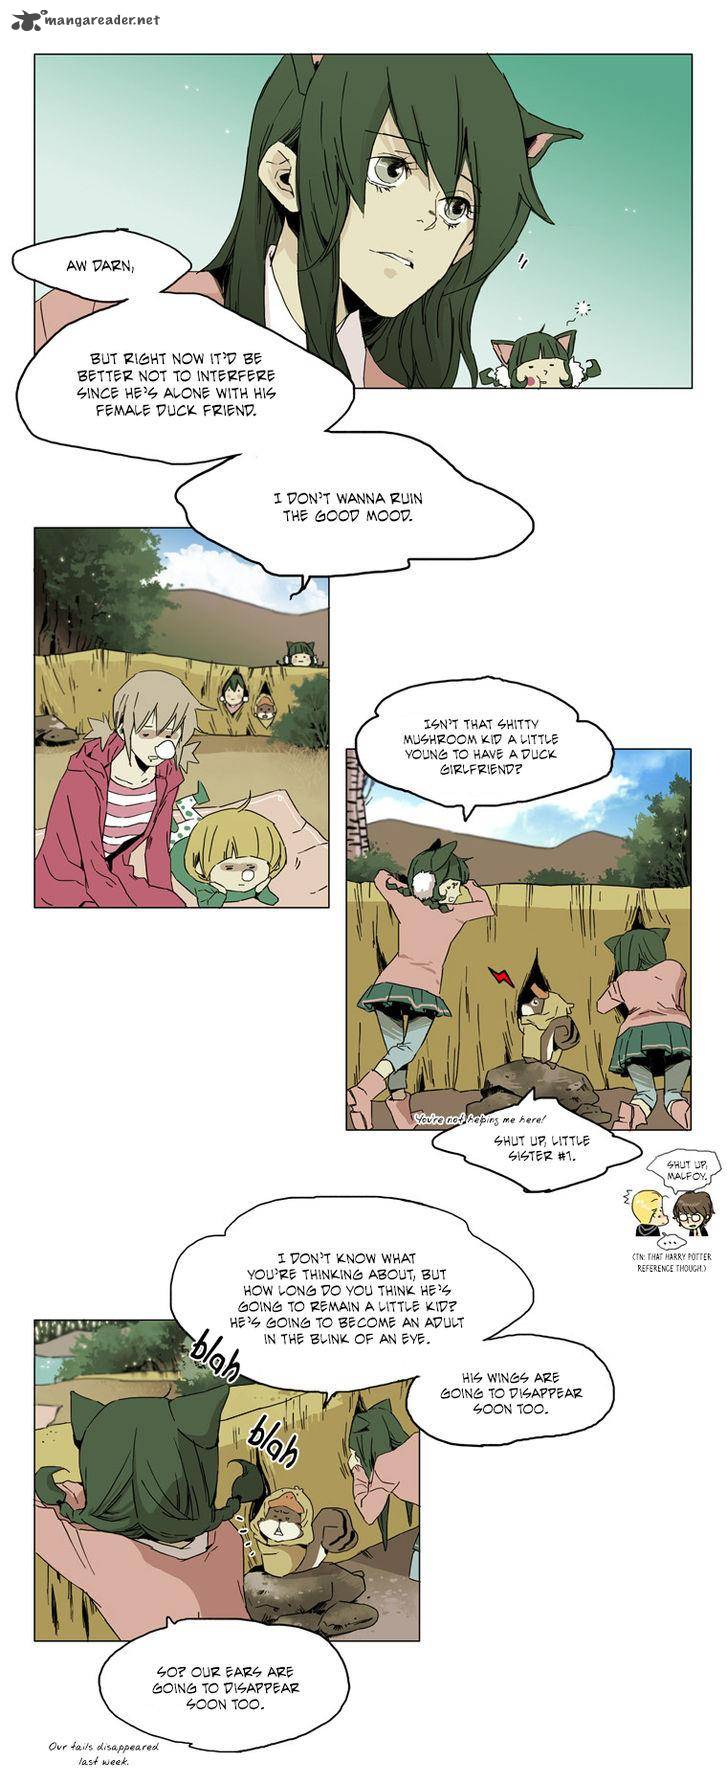 mangareader.net
AW DARN,
BUT RIGHT NOW IT'D BE
BETTER NOT TO INTERFERE
SINCE HE'S ALONE WITH HIS
FEMALE DUCK FRIEND.
I DON'T WANNA RUIN
THE GOOD MOOD.
ISN'T THAT SHITTY
MUSHROOM KID A LITTLE
YOUNG TO HAVE A DUCK
GIRLFRIEND?
You're not helping me here!
SHUT UP, LITTLE
SISTER #1.
SHUT UP,
MALFOY.
...
(TN: THAT HARRY POTTER
REFERENCE THOUGH.)
I DON'T KNOW WHAT
YOU'RE THINKING ABOUT, BUT
HOW LONG DO YOU THINK HE'S
GOING TO REMAIN A LITTLE KID?
HE'S GOING TO BECOME AN ADULT
IN THE BLINK OF AN EYE.
blah
HIS WINGS ARE
GOING TO DISAPPEAR
SOON TOO.
blah
SO? OUR EARS ARE
GOING TO DISAPPEAR
SOON TOO.
Our tails disappeared
last week.